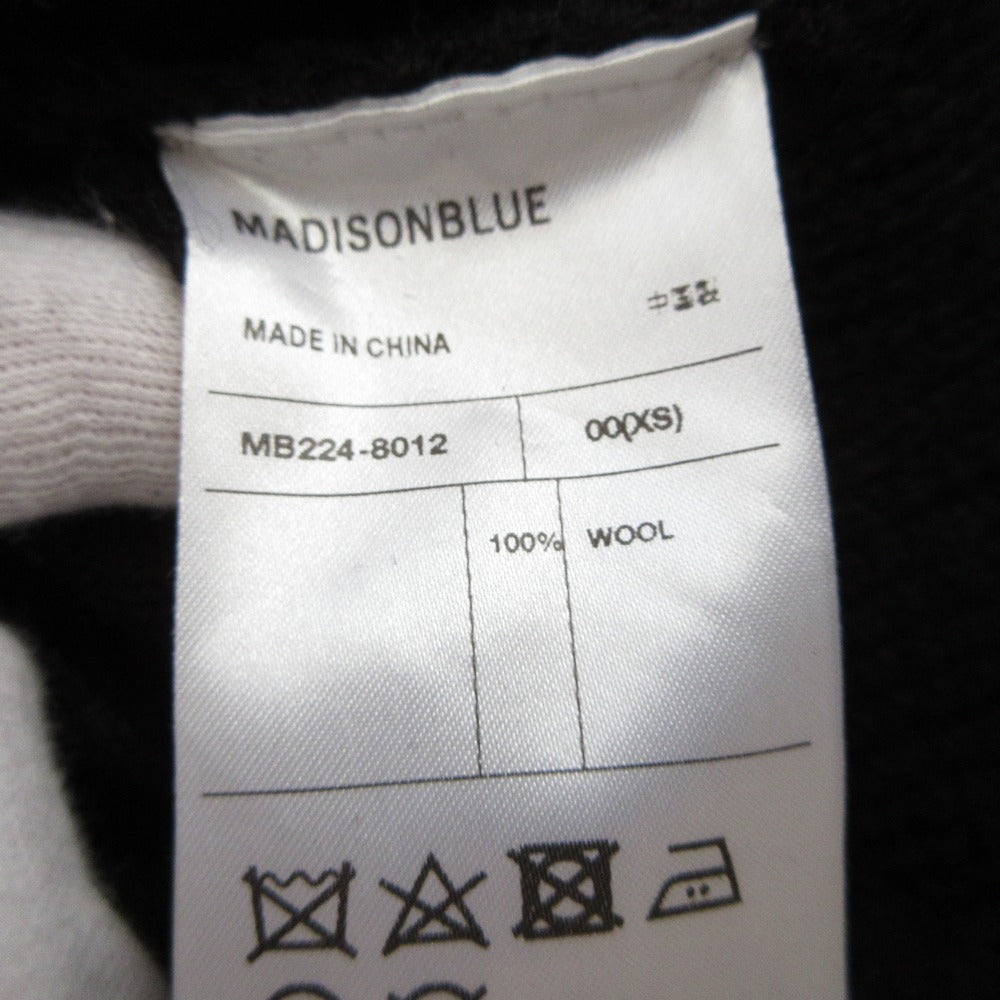 MADISONBLUE
中国製
MADE IN CHINA
MB224-8012 00(XS)
100% WOOL